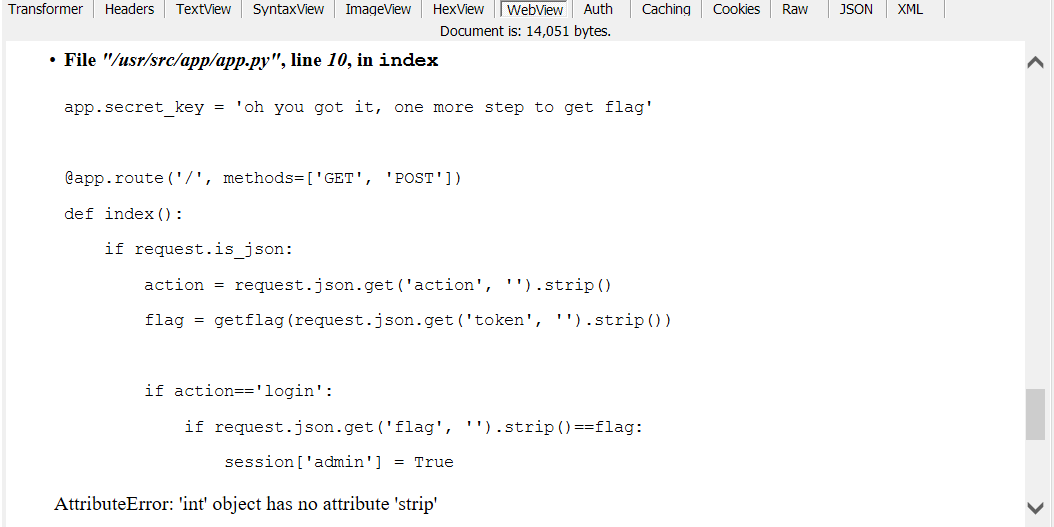 Transformer Headers TextView SyntaxView ImageView HexView WebView Auth Caching Cookies Raw JSON XML
Document is: 14,051 bytes.
• File "/usr/src/app/app.py", line 10, in index
app.secret_key = 'oh you got it, one more step to get flag'
@app.route('/', methods=['GET', 'POST'])
def index():
    if request.is_json:
        action = request.json.get('action', '').strip()
        flag = getflag(request.json.get('token', '').strip())
        if action=='login':
            if request.json.get('flag', '').strip()==flag:
                session['admin'] = True
AttributeError: 'int' object has no attribute 'strip'